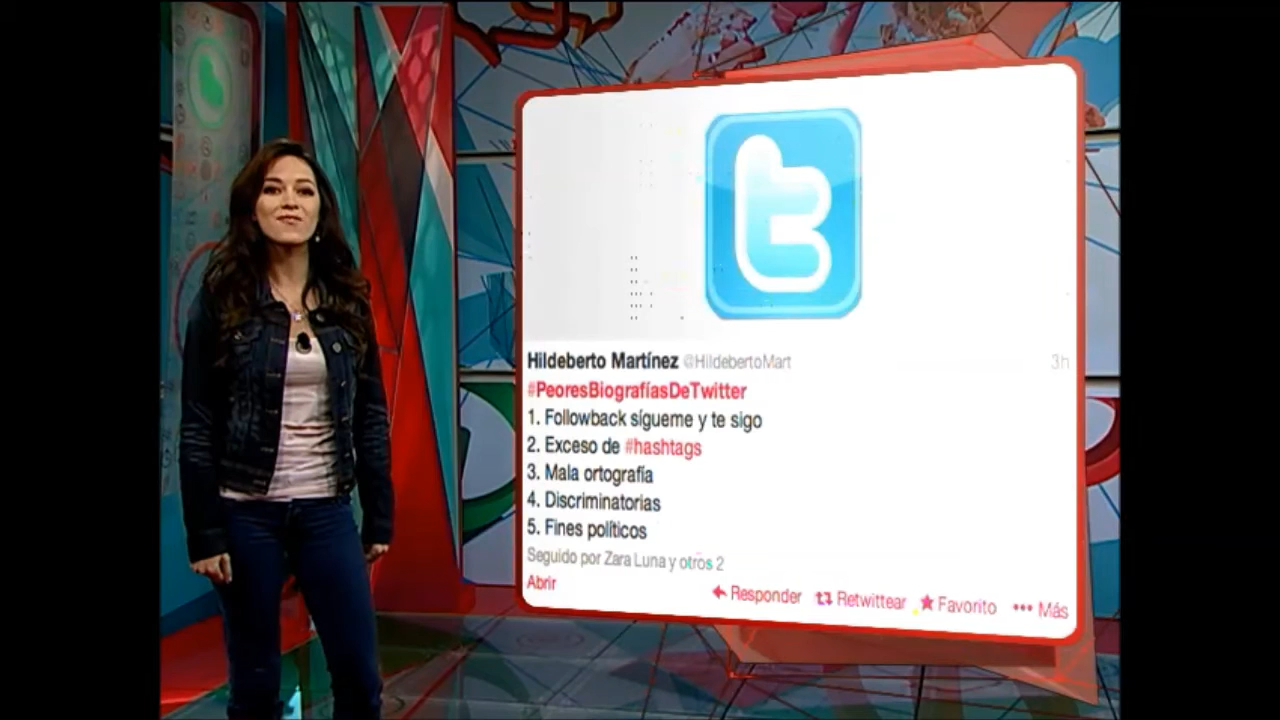 Hildeberto Martínez @HildebertoMart 3h
#PeoresBiografíasDeTwitter
1. Followback sígueme y te sigo
2. Exceso de #hashtags
3. Mala ortografía
4. Discriminatorias
5. Fines políticos
Seguido por Zara Luna y otros 2
Abrir
Responder Retwittear Favorito Más